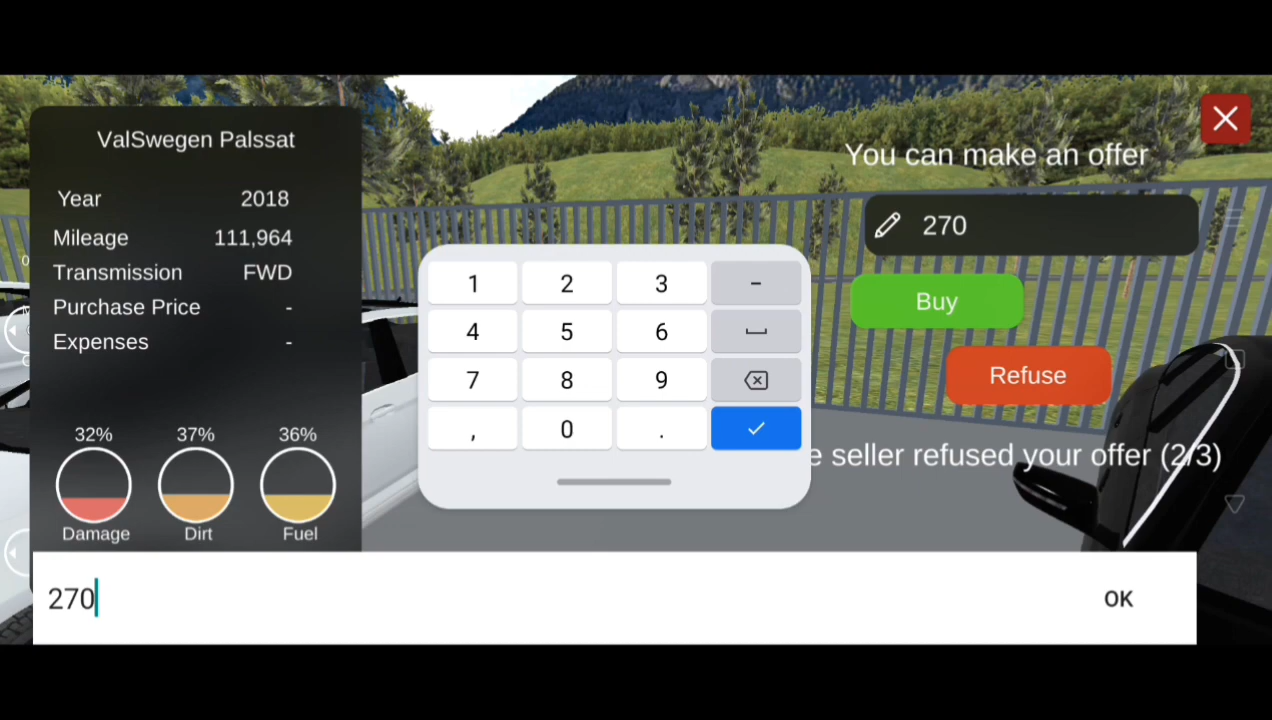 ValSwegen Palssat
Year 2018
Mileage 111,964
Transmission FWD
Purchase Price -
Expenses -
32% 37% 36%
Damage Dirt Fuel
1 2 3 -
4 5 6
7 8 9
, 0 .
You can make an offer
270
Buy
Refuse
e seller refused your offer (2/3)
270 OK